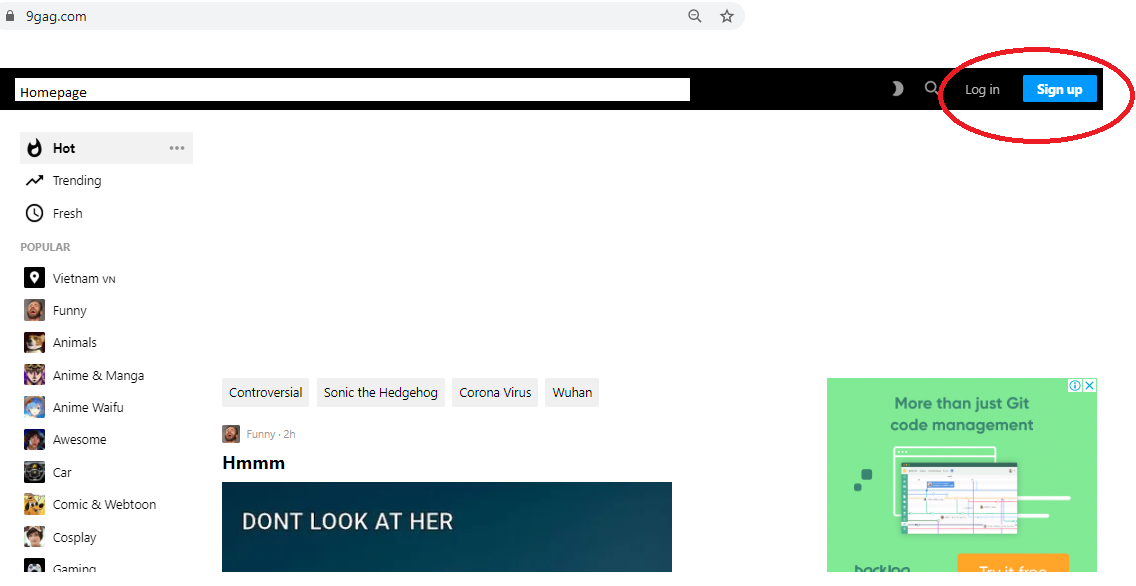 9gag.com
Homepage
Log in
Sign up
Hot
Trending
Fresh
POPULAR
Vietnam VN
Funny
Animals
Anime & Manga
Anime Waifu
Awesome
Car
Comic & Webtoon
Cosplay
Gaming
Controversial
Sonic the Hedgehog
Corona Virus
Wuhan
Funny · 2h
Hmmm
DONT LOOK AT HER
More than just Git
code management
backlog
Try it free